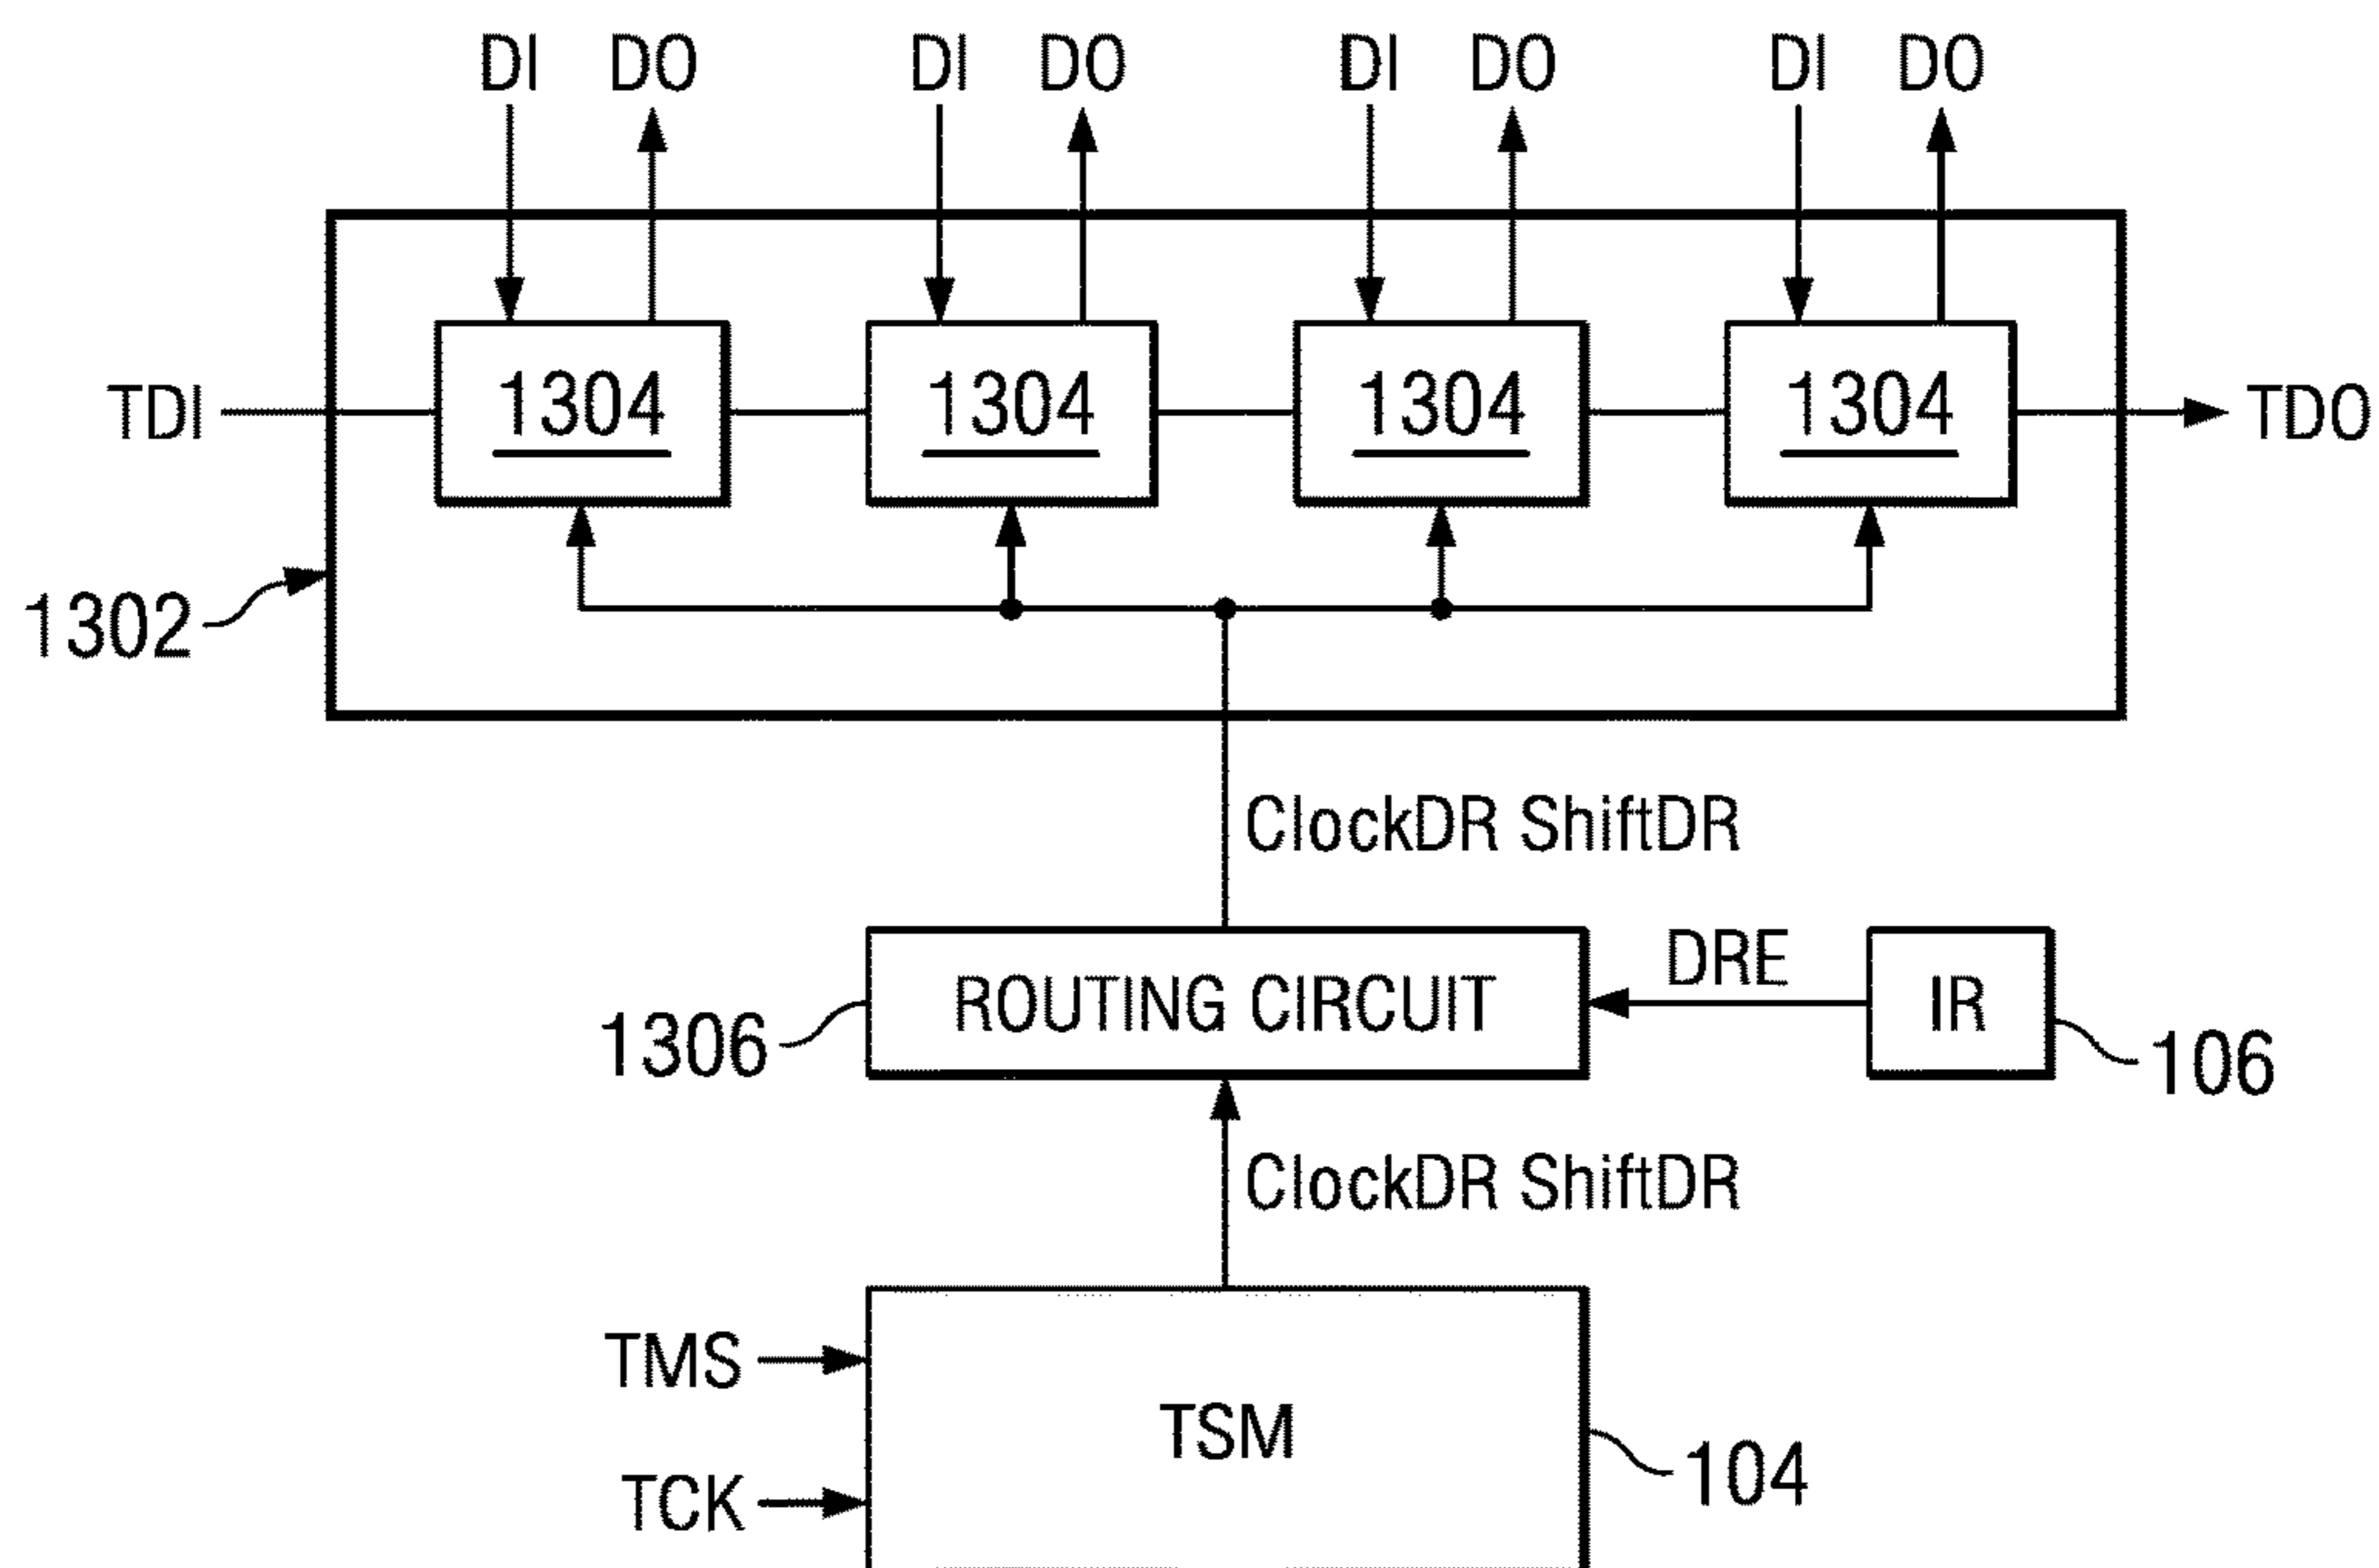 DI DO DI DO DI DO DI DO
TDI 1304 1304 1304 1304 TDO
1302
ClockDR ShiftDR
DRE
ROUTING CIRCUIT IR
1306 106
ClockDR ShiftDR
TMS
TSM
TCK 104